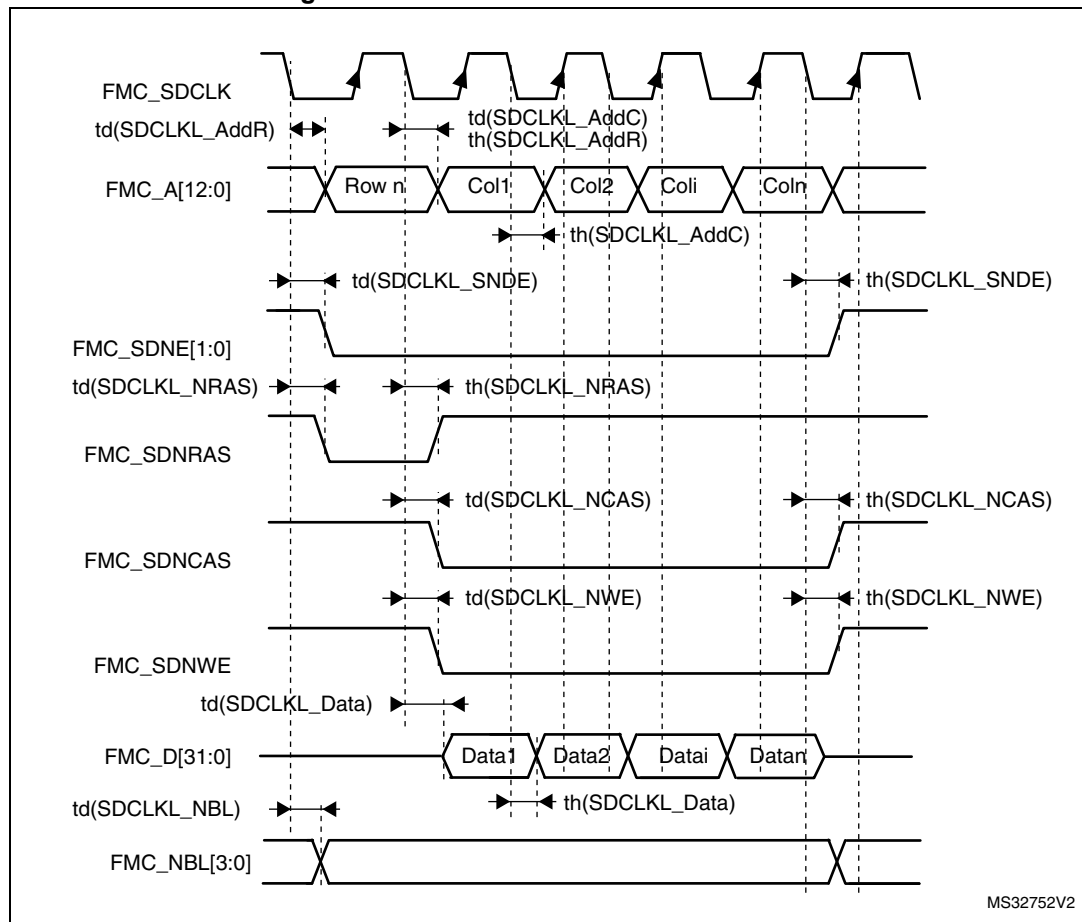 FMC_SDCLK
td(SDCLKL_AddR)
td(SDCLKL_AddC)
th(SDCLKL_AddR)
FMC_A[12:0]
Row n
Col1
Col2
Coli
Coln
th(SDCLKL_AddC)
td(SDCLKL_SNDE)
th(SDCLKL_SNDE)
FMC_SDNE[1:0]
td(SDCLKL_NRAS)
th(SDCLKL_NRAS)
FMC_SDNRAS
td(SDCLKL_NCAS)
th(SDCLKL_NCAS)
FMC_SDNCAS
td(SDCLKL_NWE)
th(SDCLKL_NWE)
FMC_SDNWE
td(SDCLKL_Data)
FMC_D[31:0]
Data1
Data2
Datai
Datan
th(SDCLKL_Data)
td(SDCLKL_NBL)
FMC_NBL[3:0]
MS32752V2